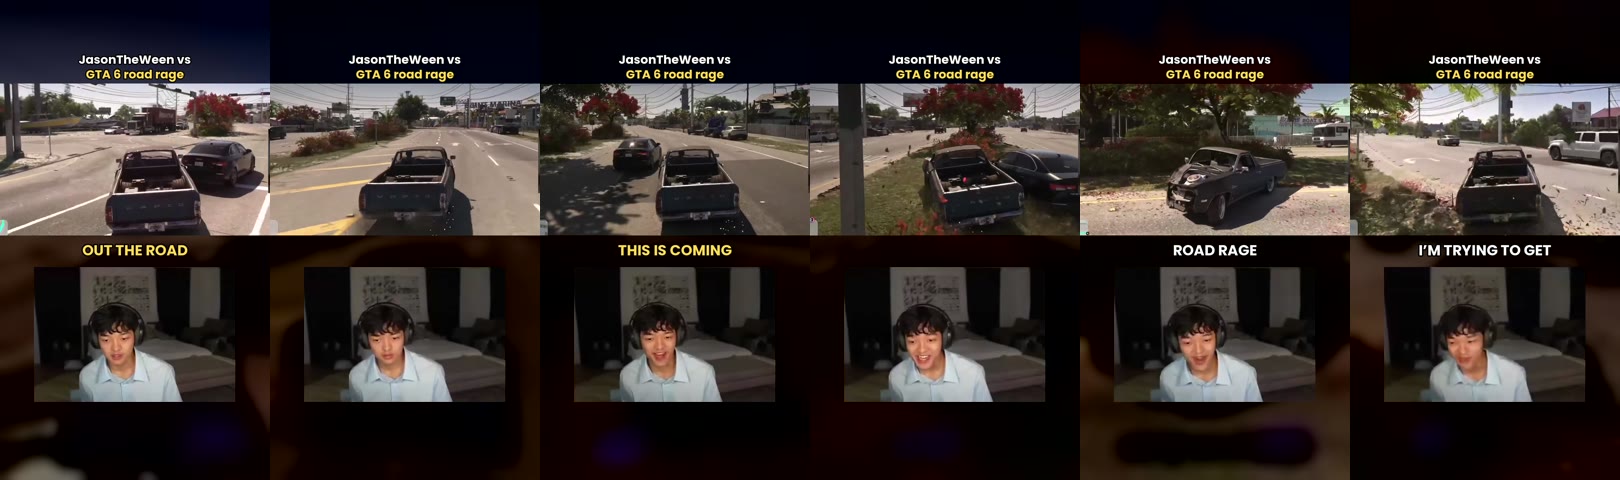 JasonTheWeen vs
GTA 6 road rage
OUT THE ROAD
JasonTheWeen vs
GTA 6 road rage
JasonTheWeen vs
GTA 6 road rage
THIS IS COMING
JasonTheWeen vs
GTA 6 road rage
JasonTheWeen vs
GTA 6 road rage
ROAD RAGE
JasonTheWeen vs
GTA 6 road rage
I'M TRYING TO GET